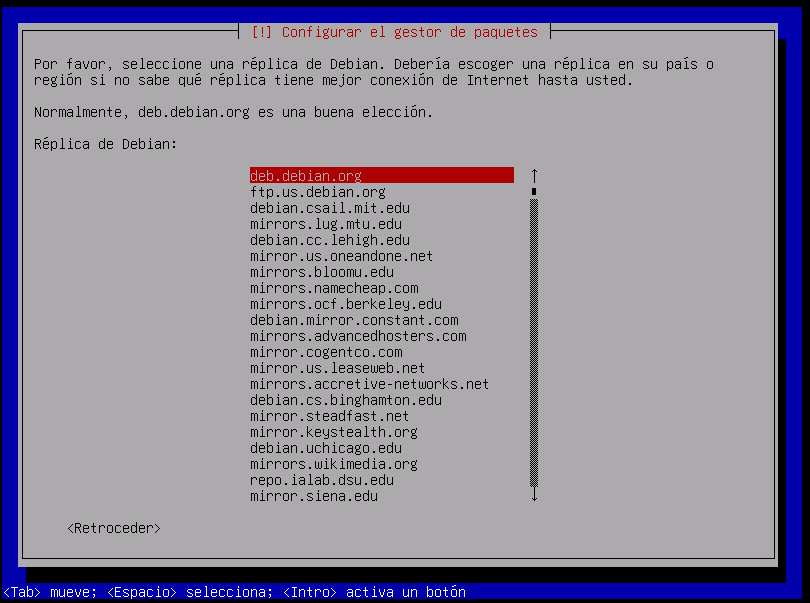 [!] Configurar el gestor de paquetes
Por favor, seleccione una réplica de Debian. Debería escoger una réplica en su país o
región si no sabe qué réplica tiene mejor conexión de Internet hasta usted.
Normalmente, deb.debian.org es una buena elección.
Réplica de Debian:
deb.debian.org
ftp.us.debian.org
debian.csail.mit.edu
mirrors.lug.mtu.edu
debian.cc.lehigh.edu
mirror.us.oneandone.net
mirrors.bloomu.edu
mirrors.namecheap.com
mirrors.ocf.berkeley.edu
debian.mirror.constant.com
mirrors.advancedhosters.com
mirror.cogentco.com
mirror.us.leaseweb.net
mirrors.accretive-networks.net
debian.cs.binghamton.edu
mirror.steadfast.net
mirror.keystealth.org
debian.uchicago.edu
mirrors.wikimedia.org
repo.ialab.dsu.edu
mirror.siena.edu
<Retroceder>
<Tab> mueve; <Espacio> selecciona; <Intro> activa un botón